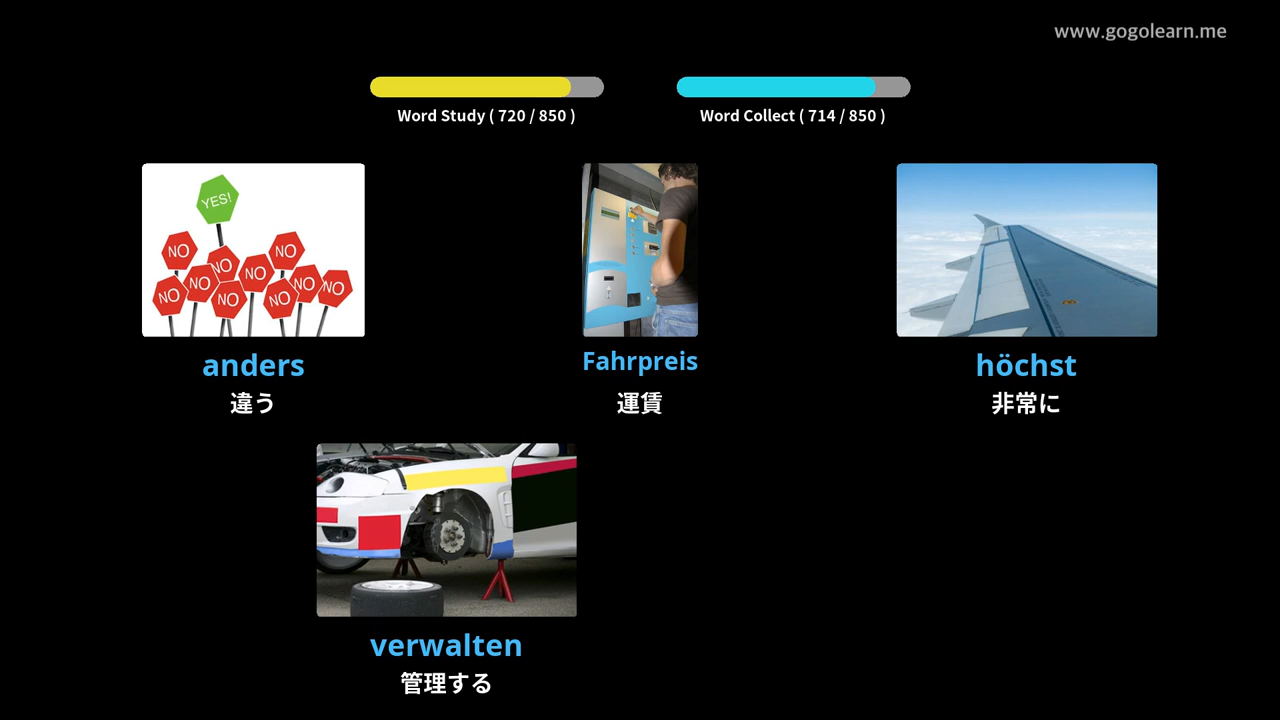 www.gogolearn.me
Word Study ( 720 / 850 )
Word Collect ( 714 / 850 )
YES!
NO
NO
NO
NO
NO
NO
NO
NO
NO
NO
anders
違う
Fahrpreis
運賃
höchst
非常に
verwalten
管理する